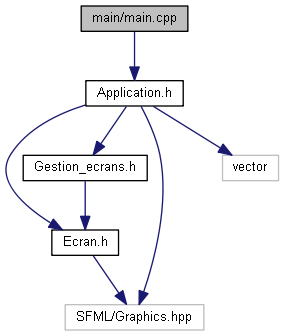 main/main.cpp
Application.h
Gestion_ecrans.h
vector
Ecran.h
SFML/Graphics.hpp